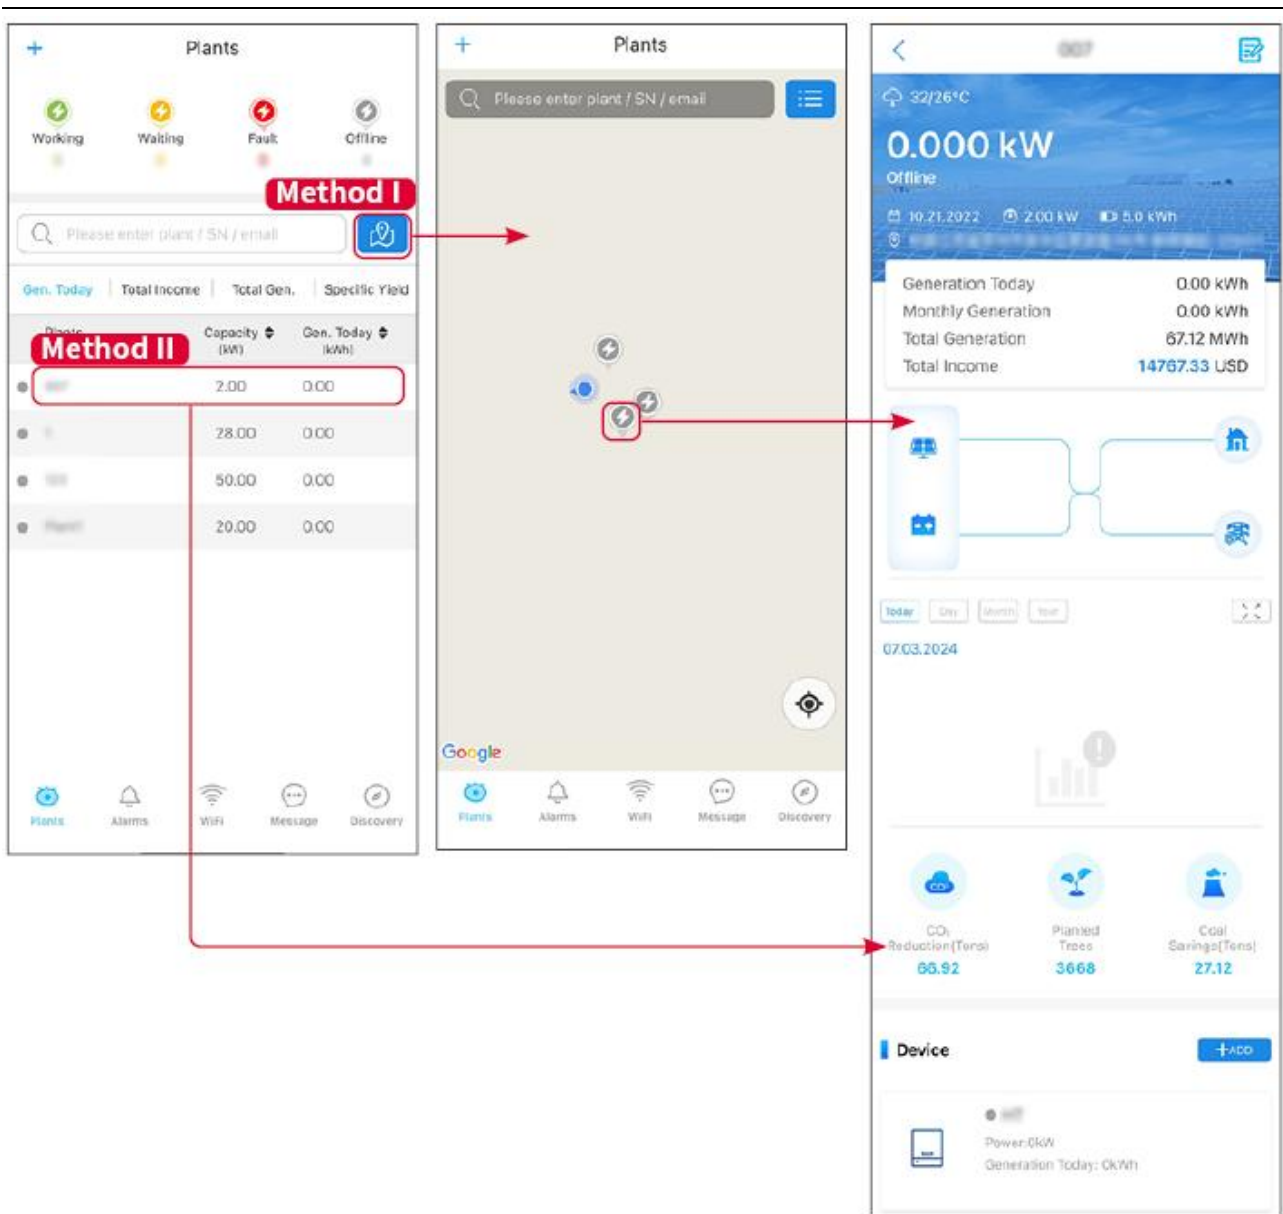 Plants
Working
Waiting
Fault
Offline
Method I
Please enter plant / SN / email
Gen. Today
Total Income
Total Gen.
Specific Yield
Plants
Capacity
(kW)
Gen. Today
(kWh)
Method II
2.00
0.00
28.00
0.00
50.00
0.00
20.00
0.00
Plants
Alarms
WiFi
Message
Discovery
Plants
Please enter plant / SN / email
Google
Plants
Alarms
WiFi
Message
Discovery
007
32/26°C
0.000 kW
Offline
10.21.2022
2.00 kW
5.0 kWh
Generation Today
0.00 kWh
Monthly Generation
0.00 kWh
Total Generation
67.12 MWh
Total Income
14767.33 USD
Today
Day
Month
Year
07.03.2024
CO₂
Reduction(Tons)
66.92
Planted
Trees
3668
Coal
Savings(Tons)
27.12
Device
+ADD
Power:0kW
Generation Today: 0kWh